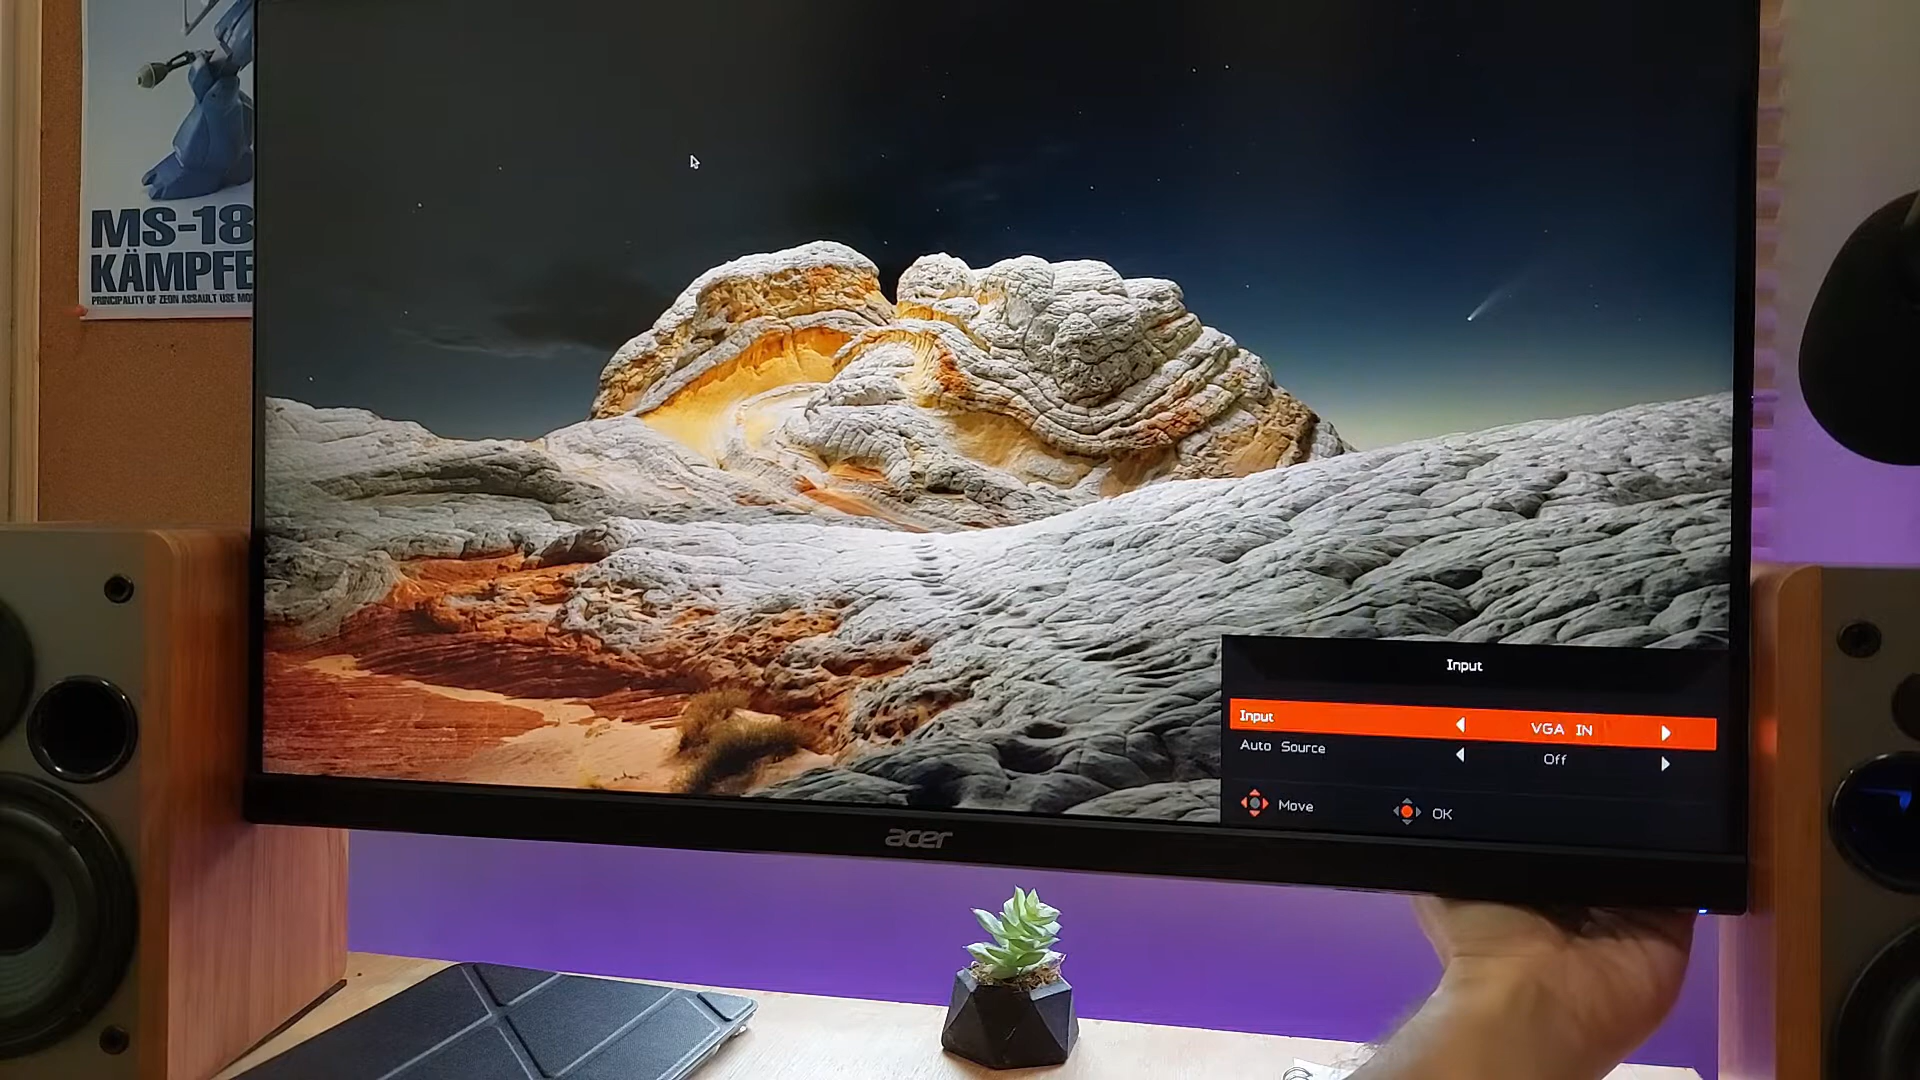 MS-18
KÄMPFE
PRINCIPALITY OF ZEON ASSAULT USE MO
Input
Input VGA IN
Auto Source Off
Move OK
acer